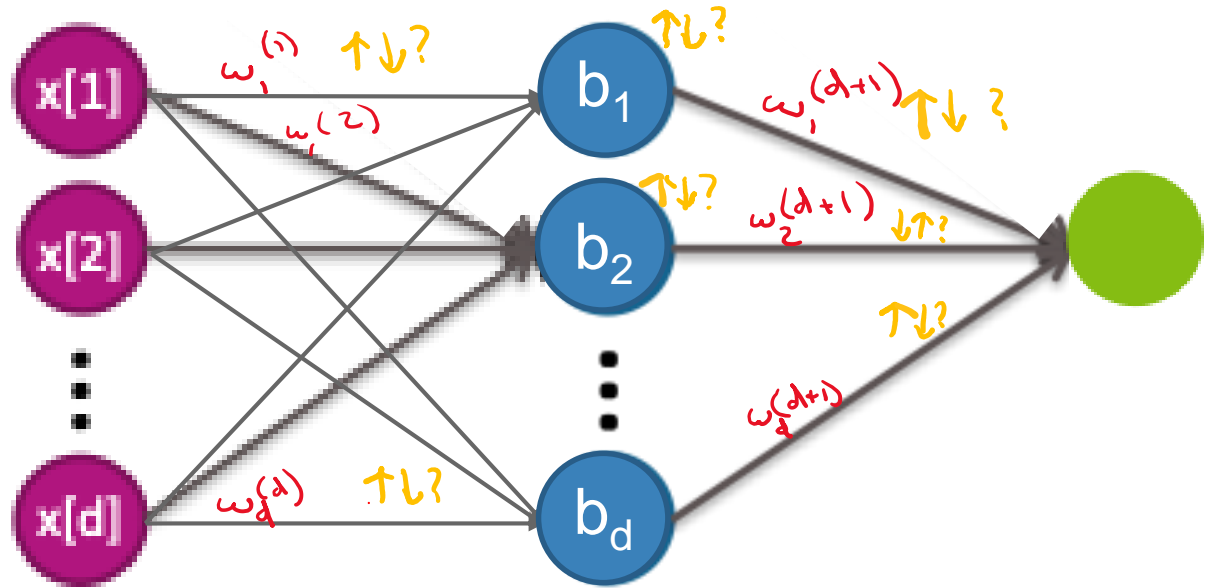 x[1] ω₁⁽¹⁾ ↑↓? b₁ ↑↓? ω₁⁽ᵈ⁺¹⁾ ↑↓?
ω₁⁽²⁾
x[2] b₂ ↑↓? ω₂⁽ᵈ⁺¹⁾ ↓↑?
↑↓?
ω_d⁽ᵈ⁺¹⁾
x[d] ω_d⁽ᵈ⁾ ↑↓? b_d